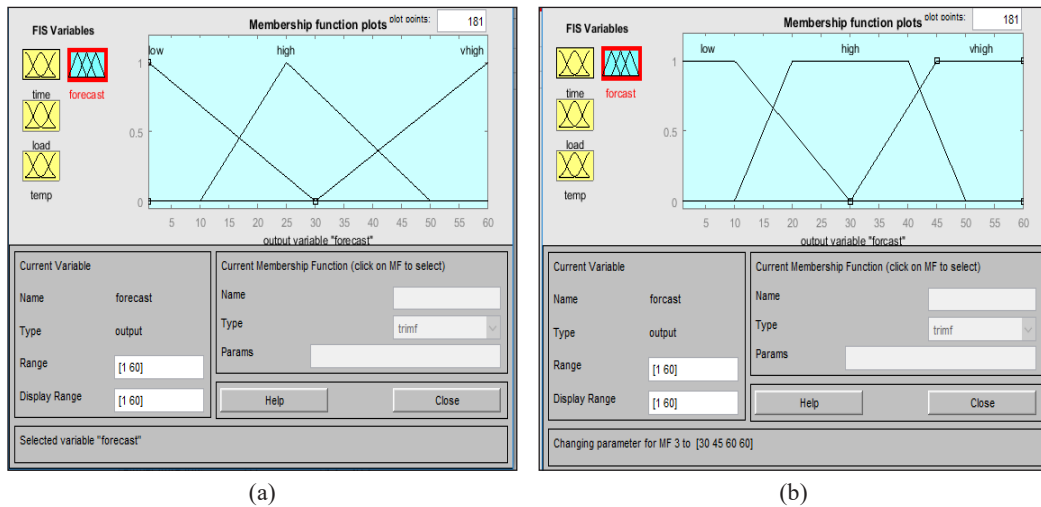 FIS Variables
Membership function plots
plot points:
181
low
high
vhigh
1
time
forecast
0.5
load
0
temp
5 10 15 20 25 30 35 40 45 50 55 60
output variable "forecast"
Current Variable
Name forecast
Type output
Range [1 60]
Display Range [1 60]
Current Membership Function (click on MF to select)
Name
Type trimf
Params
Help Close
Selected variable "forecast"
(a)
FIS Variables
Membership function plots
plot points:
181
low
high
vhigh
1
time
forcast
0.5
load
0
temp
5 10 15 20 25 30 35 40 45 50 55 60
output variable "forcast"
Current Variable
Name forcast
Type output
Range [1 60]
Display Range [1 60]
Current Membership Function (click on MF to select)
Name
Type trimf
Params
Help Close
Changing parameter for MF 3 to [30 45 60 60]
(b)